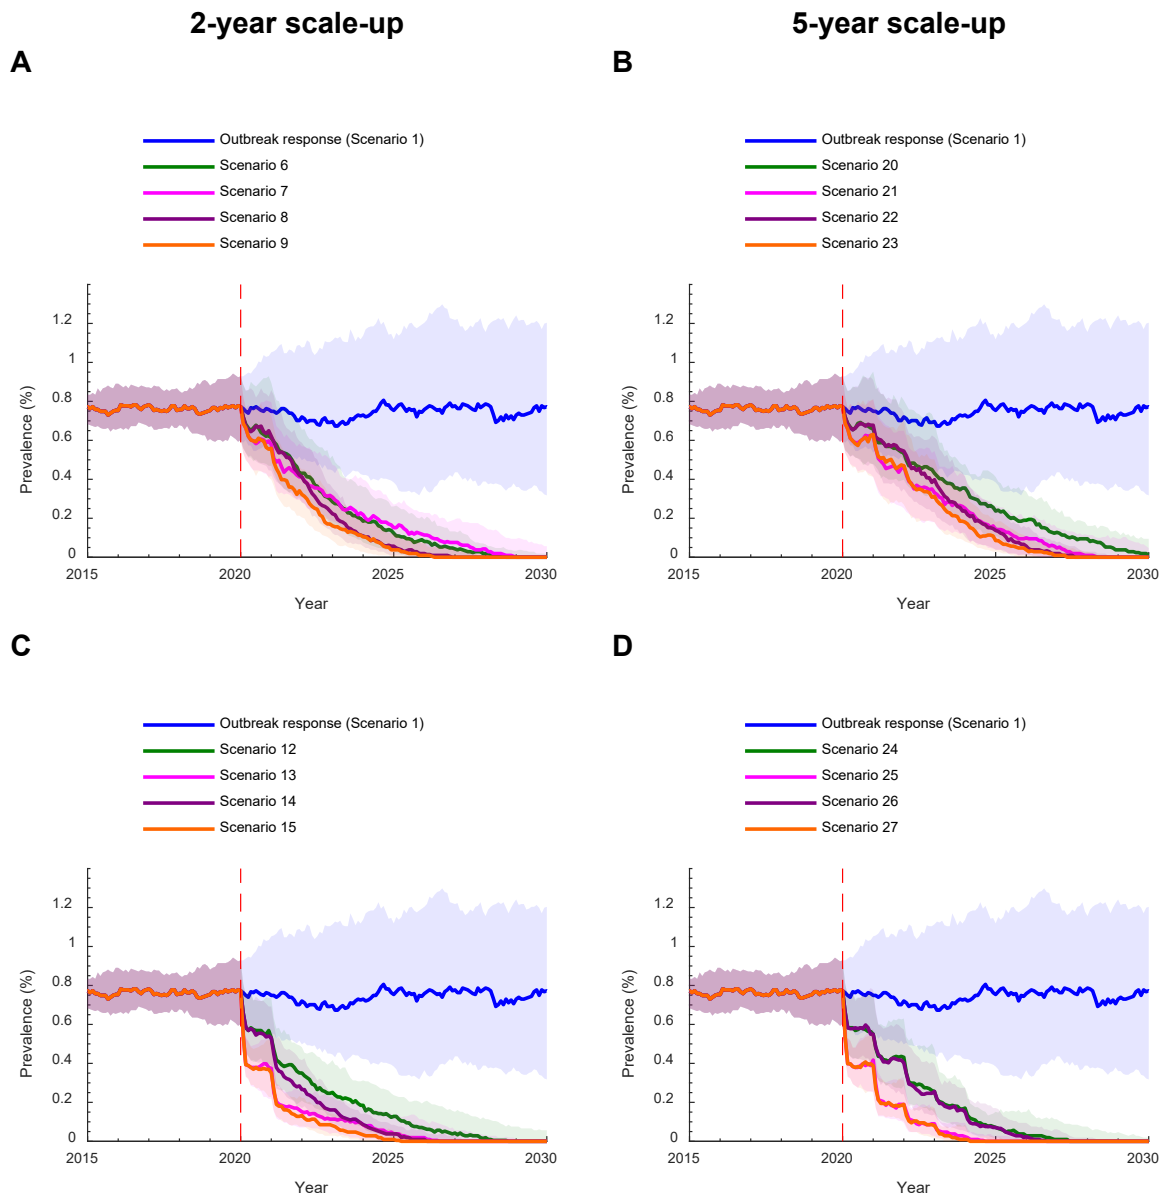 2-year scale-up
5-year scale-up
A
Outbreak response (Scenario 1)
Scenario 6
Scenario 7
Scenario 8
Scenario 9
Prevalence (%)
1.2
1
0.8
0.6
0.4
0.2
0
2015
2020
2025
2030
Year
B
Outbreak response (Scenario 1)
Scenario 20
Scenario 21
Scenario 22
Scenario 23
Prevalence (%)
1.2
1
0.8
0.6
0.4
0.2
0
2015
2020
2025
2030
Year
C
Outbreak response (Scenario 1)
Scenario 12
Scenario 13
Scenario 14
Scenario 15
Prevalence (%)
1.2
1
0.8
0.6
0.4
0.2
0
2015
2020
2025
2030
Year
D
Outbreak response (Scenario 1)
Scenario 24
Scenario 25
Scenario 26
Scenario 27
Prevalence (%)
1.2
1
0.8
0.6
0.4
0.2
0
2015
2020
2025
2030
Year